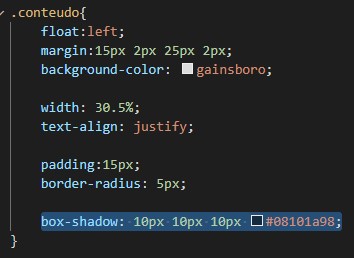 .conteudo{
float:left;
margin:15px 2px 25px 2px;
background-color: gainsboro;
width: 30.5%;
text-align: justify;
padding:15px;
border-radius: 5px;
box-shadow: 10px 10px 10px #08101a98;
}